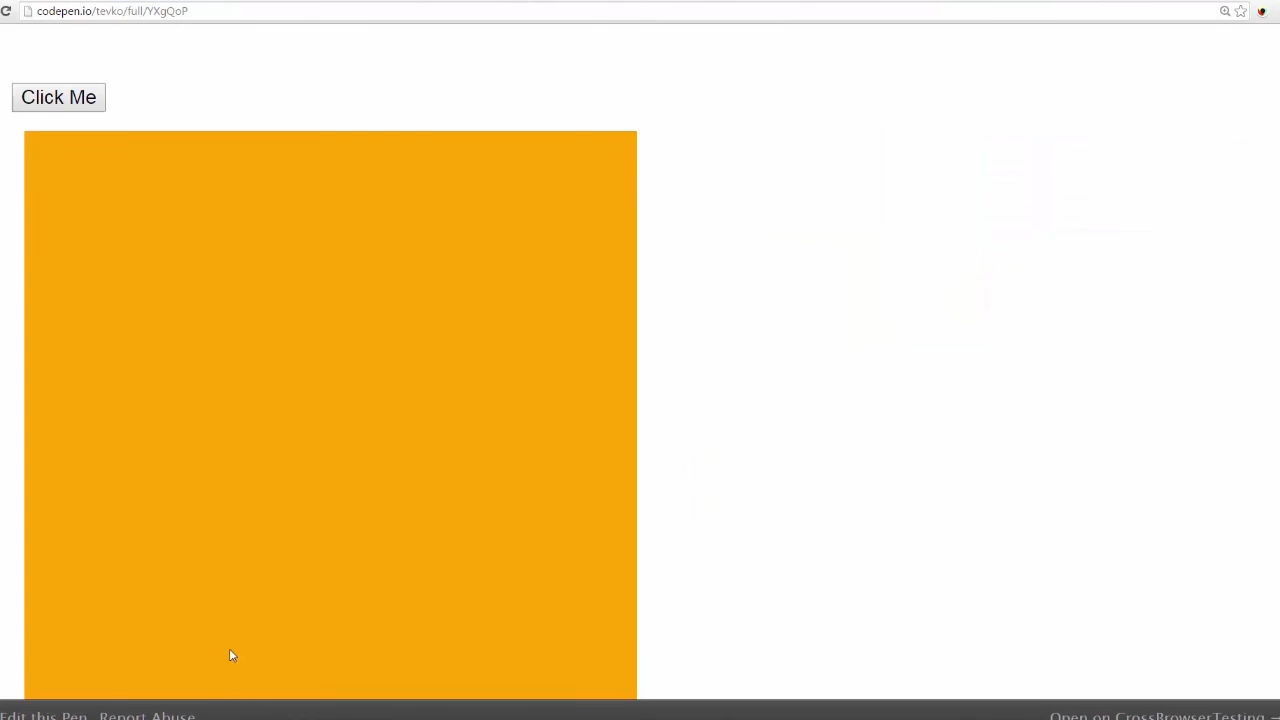 codepen.io/tevko/full/YXgQoP
Click Me
Edit this Pen Report Abuse
Open on CrossBrowserTesting